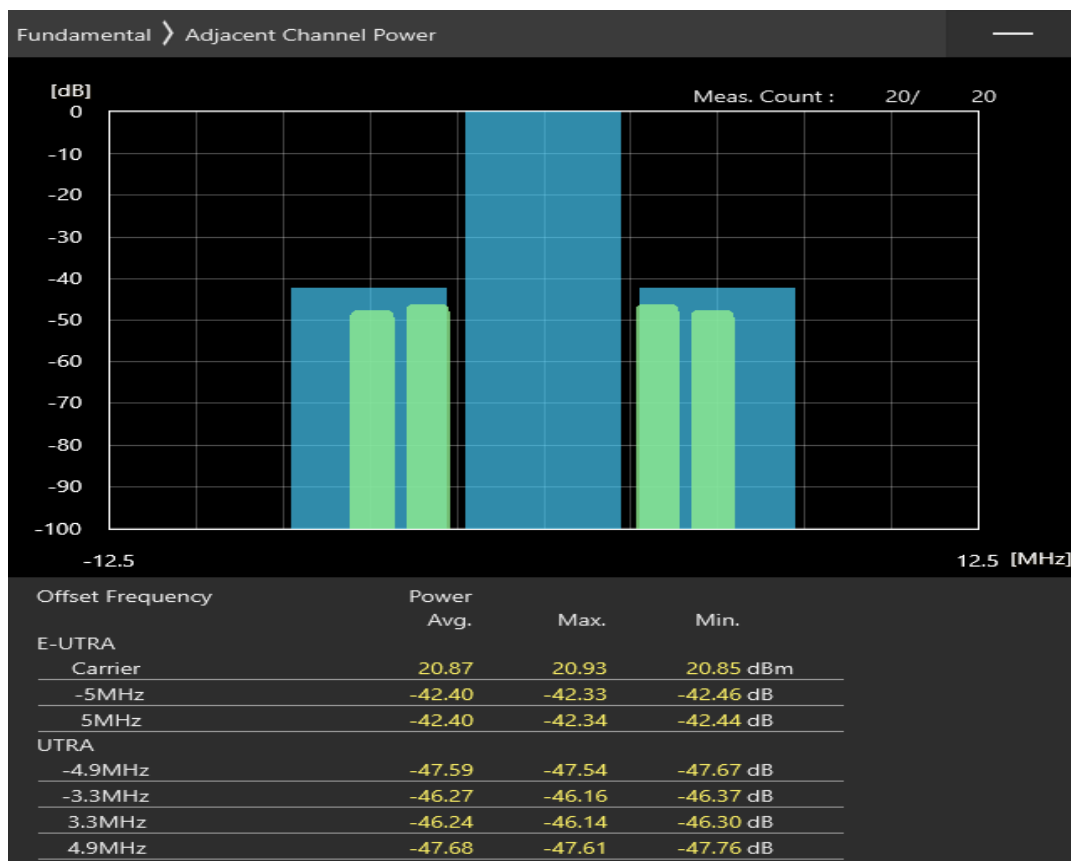 Fundamental ❯ Adjacent Channel Power
[dB]
Meas. Count : 20/ 20
0
-10
-20
-30
-40
-50
-60
-70
-80
-90
-100
-12.5 12.5 [MHz]
Offset Frequency Power
Avg. Max. Min.
E-UTRA
Carrier 20.87 20.93 20.85 dBm
-5MHz -42.40 -42.33 -42.46 dB
5MHz -42.40 -42.34 -42.44 dB
UTRA
-4.9MHz -47.59 -47.54 -47.67 dB
-3.3MHz -46.27 -46.16 -46.37 dB
3.3MHz -46.24 -46.14 -46.30 dB
4.9MHz -47.68 -47.61 -47.76 dB